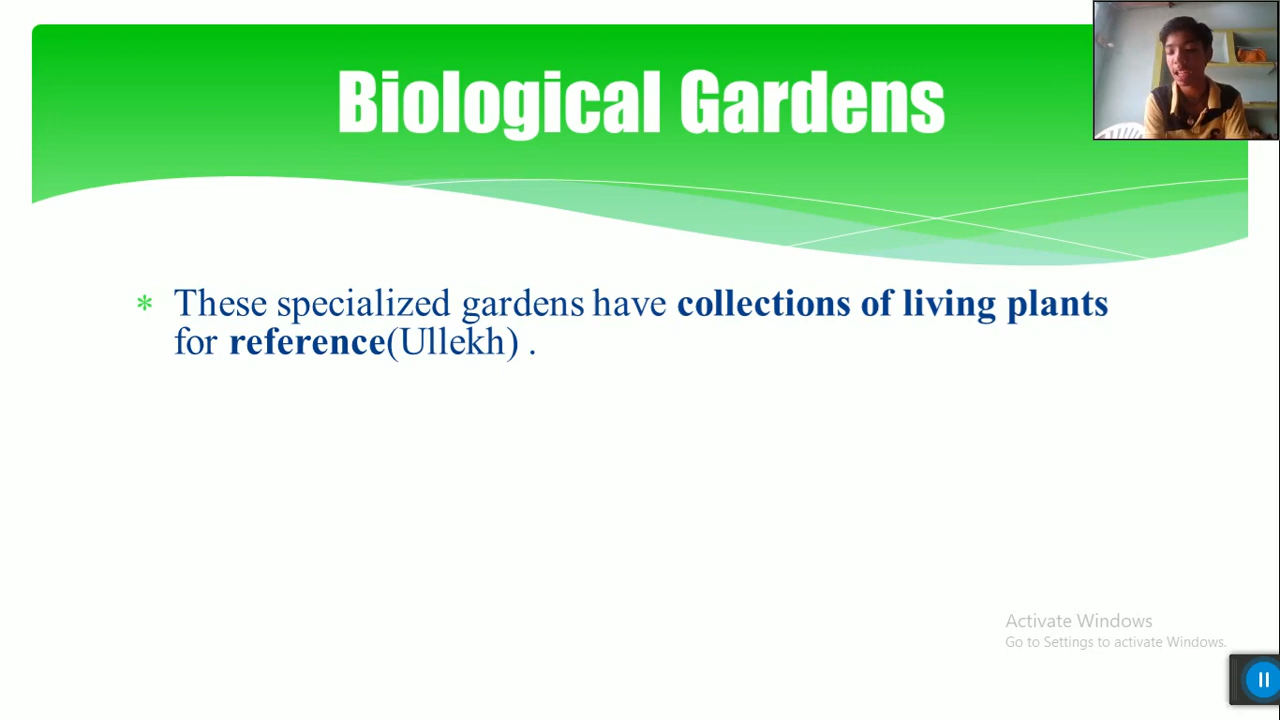 Biological Gardens
* These specialized gardens have collections of living plants
for reference(Ullekh) .
Activate Windows
Go to Settings to activate Windows.